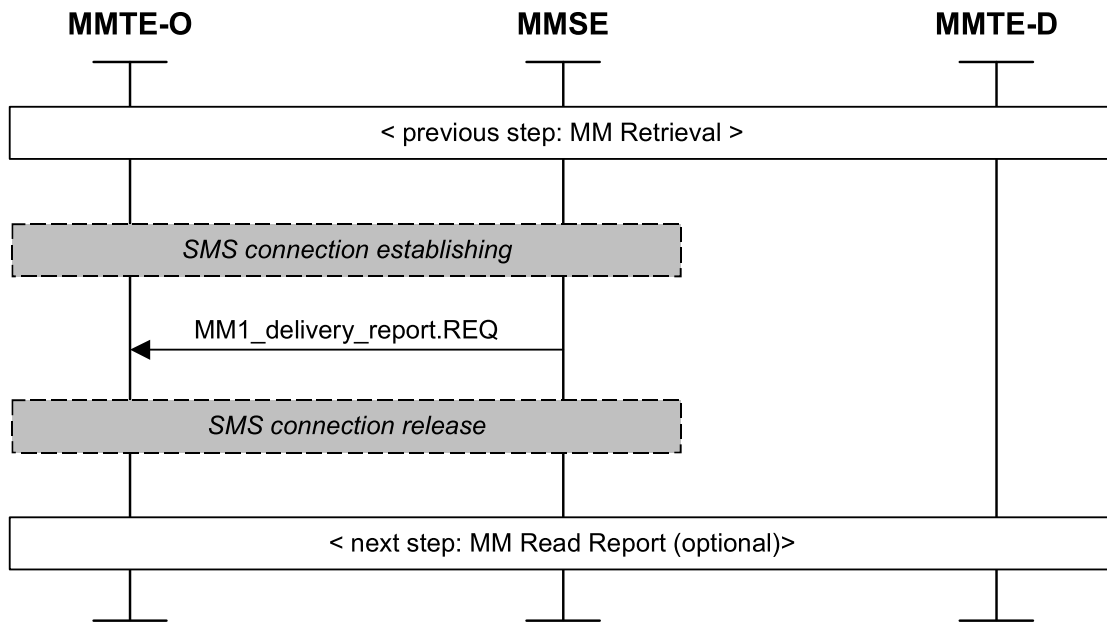 MMTE-O MMSE MMTE-D
< previous step: MM Retrieval >
SMS connection establishing
MM1_delivery_report.REQ
SMS connection release
< next step: MM Read Report (optional)>